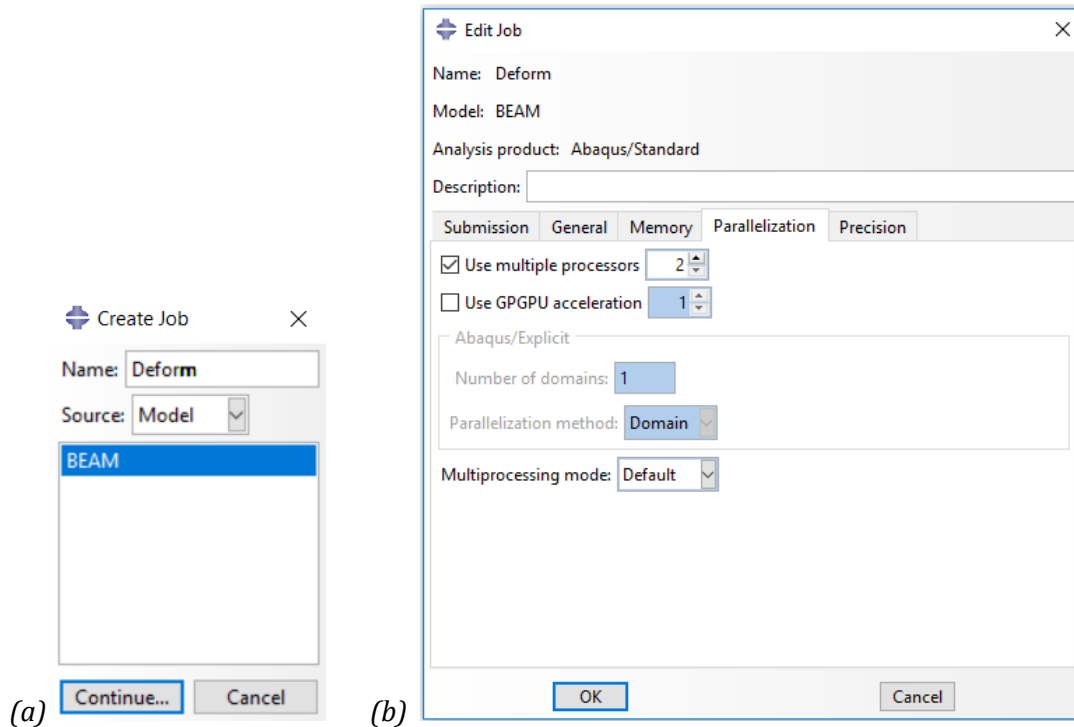 Create Job
Name: Deform
Source: Model
BEAM
Continue... Cancel
(a)
Edit Job
Name: Deform
Model: BEAM
Analysis product: Abaqus/Standard
Description:
Submission General Memory Parallelization Precision
Use multiple processors 2
Use GPGPU acceleration 1
Abaqus/Explicit
Number of domains: 1
Parallelization method: Domain
Multiprocessing mode: Default
OK Cancel
(b)